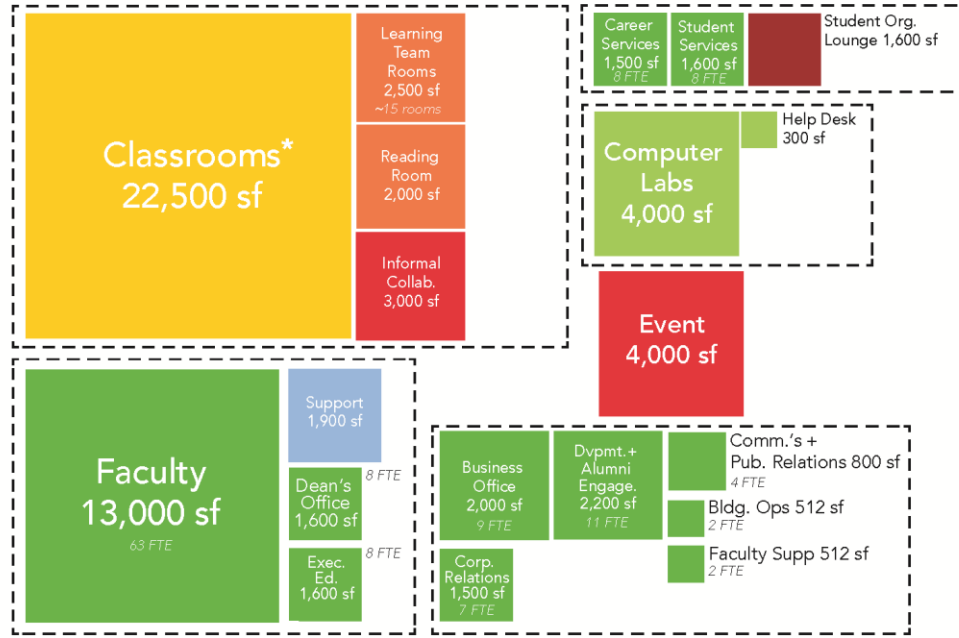 Classrooms*
22,500 sf
Learning
Team
Rooms
2,500 sf
~15 rooms
Reading
Room
2,000 sf
Informal
Collab.
3,000 sf
Career
Services
1,500 sf
8 FTE
Student
Services
1,600 sf
8 FTE
Student Org.
Lounge 1,600 sf
Computer
Labs
4,000 sf
Help Desk
300 sf
Event
4,000 sf
Faculty
13,000 sf
63 FTE
Support
1,900 sf
Dean's
Office
1,600 sf
8 FTE
Exec.
Ed.
1,600 sf
8 FTE
Business
Office
2,000 sf
9 FTE
Dvpmt.+
Alumni
Engage.
2,200 sf
11 FTE
Comm.'s +
Pub. Relations 800 sf
4 FTE
Bldg. Ops 512 sf
2 FTE
Faculty Supp 512 sf
2 FTE
Corp.
Relations
1,500 sf
7 FTE